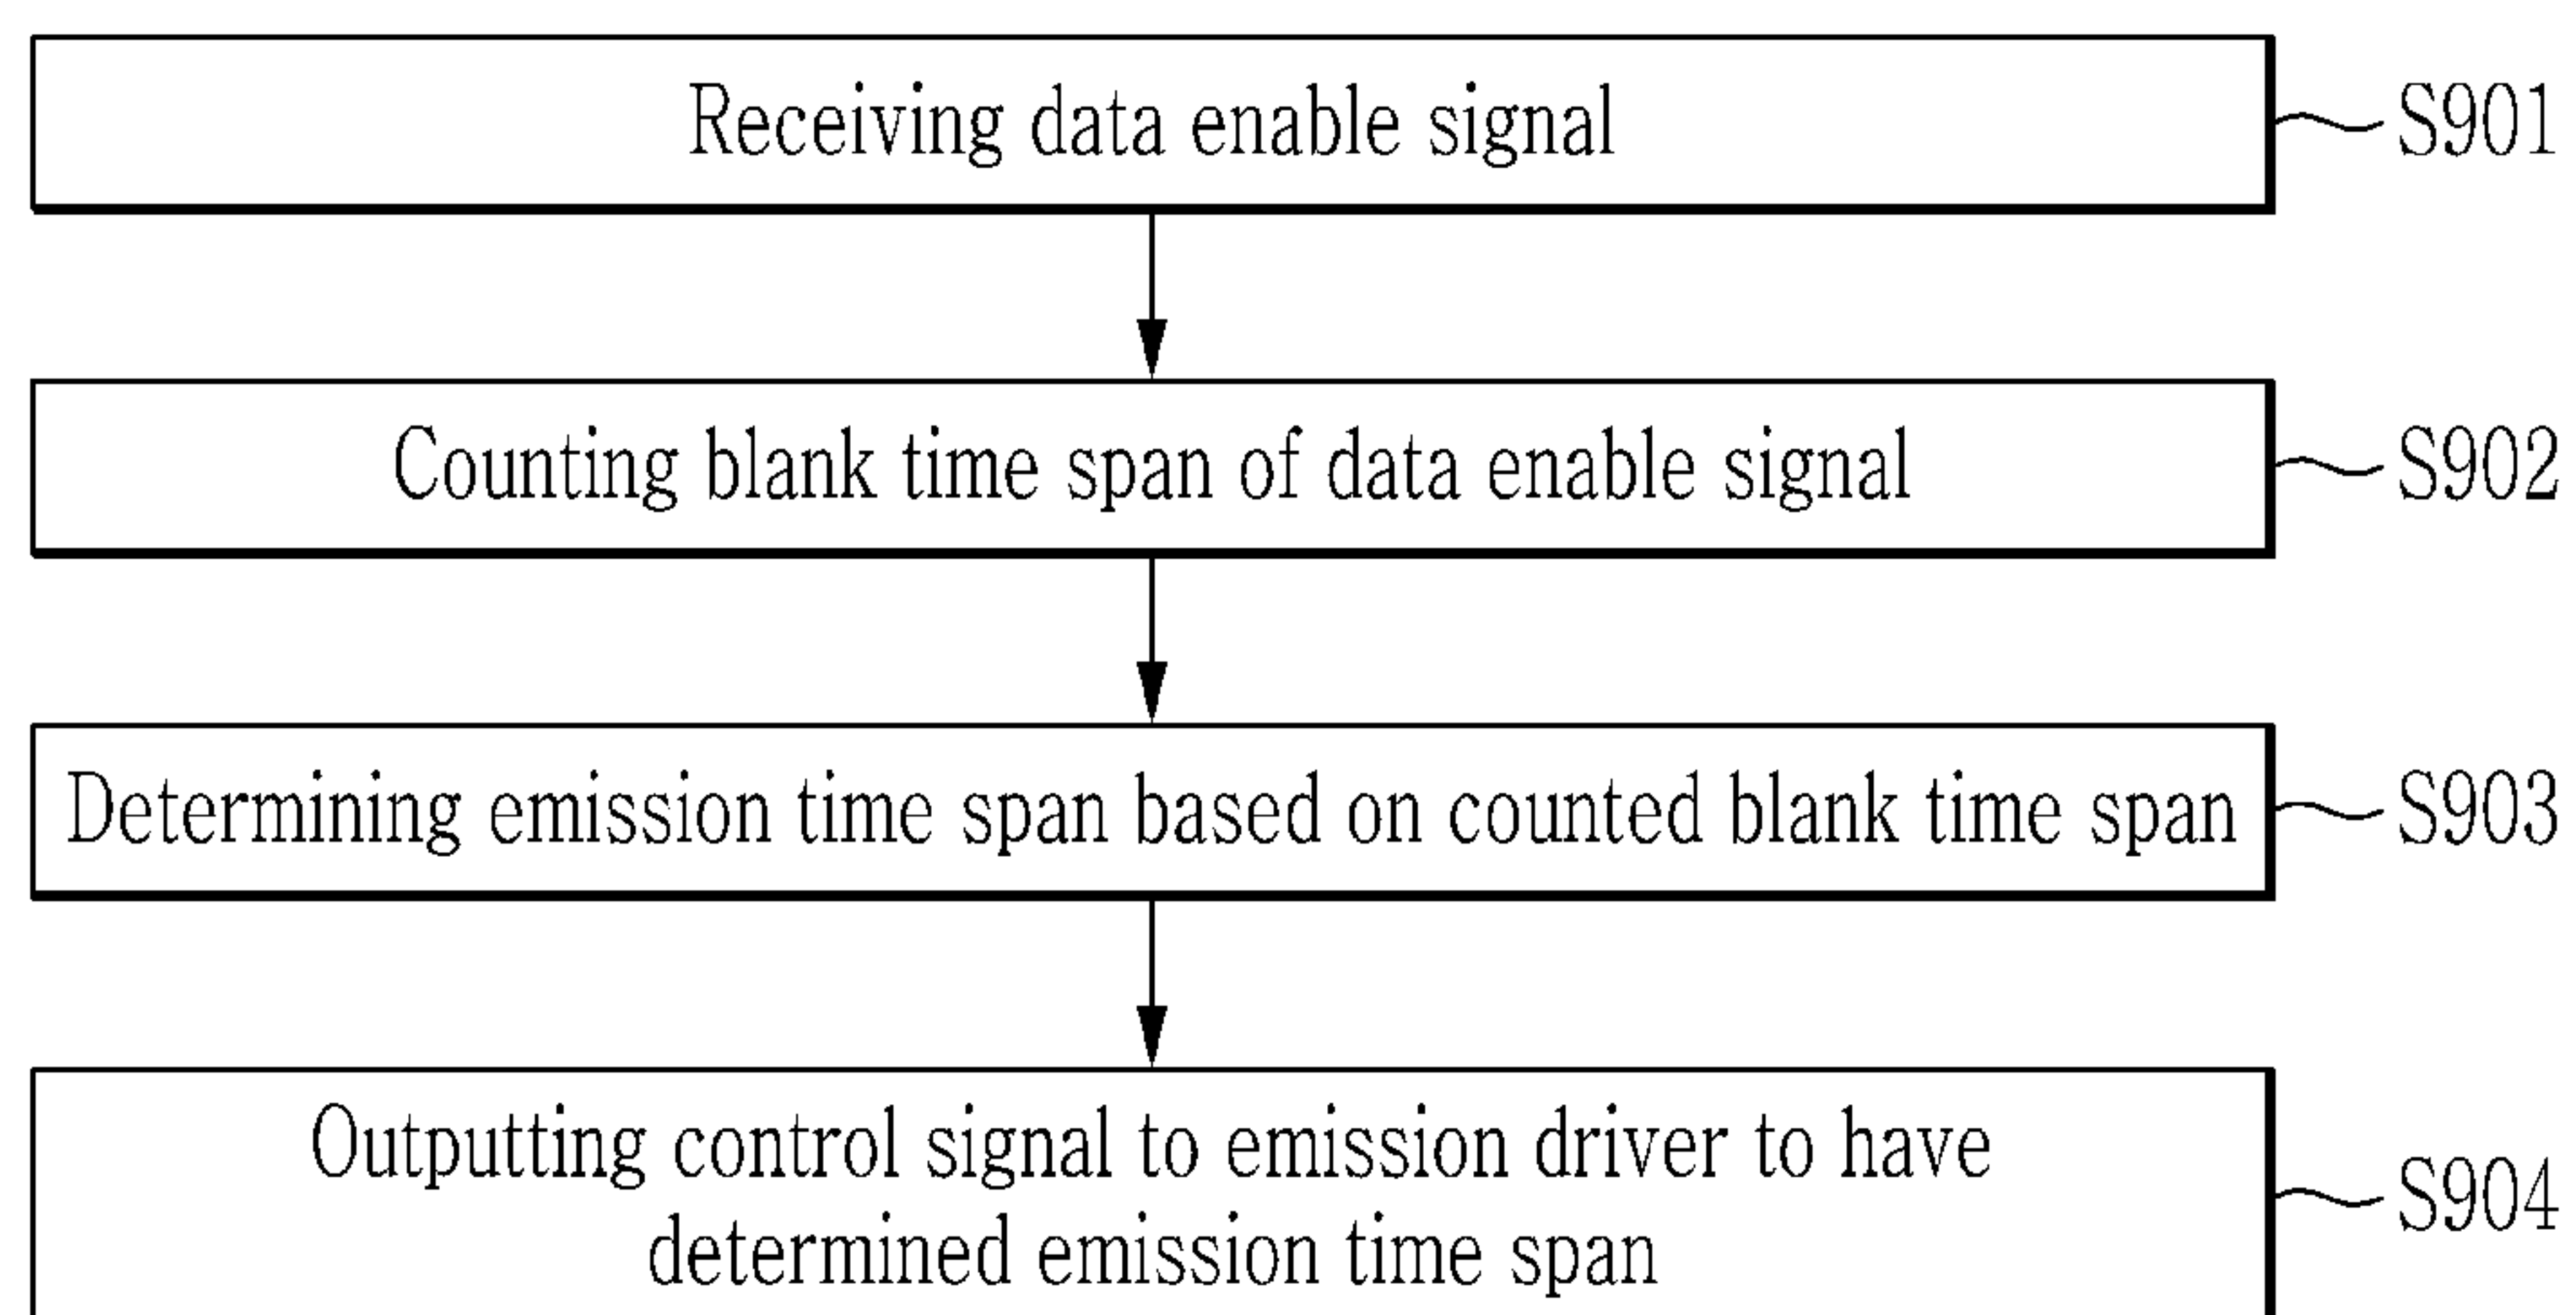 Receiving data enable signal
S901
Counting blank time span of data enable signal
S902
Determining emission time span based on counted blank time span
S903
Outputting control signal to emission driver to have
determined emission time span
S904